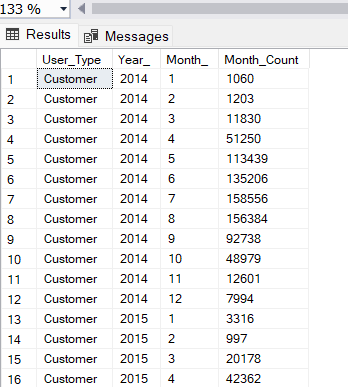 133 %
Results Messages
User_Type Year_ Month_ Month_Count
1 Customer 2014 1 1060
2 Customer 2014 2 1203
3 Customer 2014 3 11830
4 Customer 2014 4 51250
5 Customer 2014 5 113439
6 Customer 2014 6 135206
7 Customer 2014 7 158556
8 Customer 2014 8 156384
9 Customer 2014 9 92738
10 Customer 2014 10 48979
11 Customer 2014 11 12601
12 Customer 2014 12 7994
13 Customer 2015 1 3316
14 Customer 2015 2 997
15 Customer 2015 3 20178
16 Customer 2015 4 42362